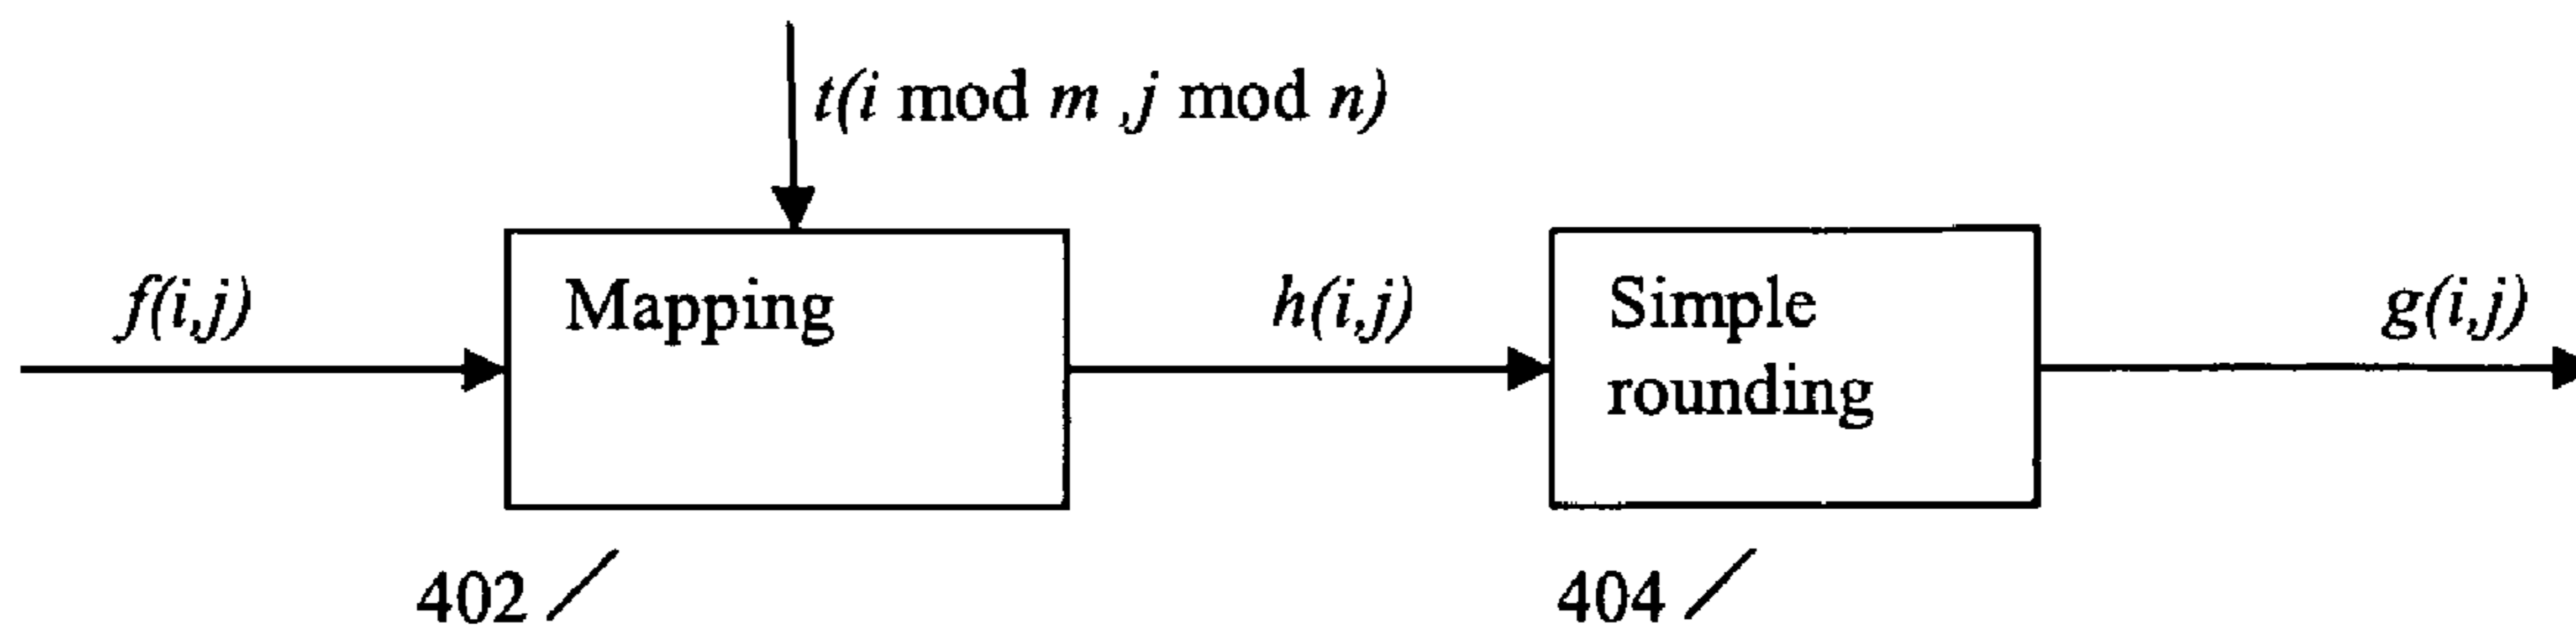 t(i mod m ,j mod n)
f(i,j)
Mapping
h(i,j)
Simple
rounding
g(i,j)
402
404